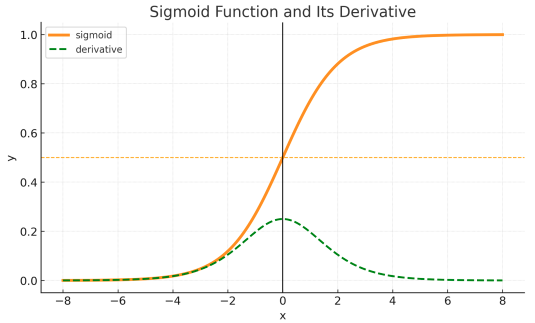 Sigmoid Function and Its Derivative
sigmoid
derivative
1.0
0.8
0.6
0.4
0.2
0.0
y
−8 −6 −4 −2 0 2 4 6 8
x